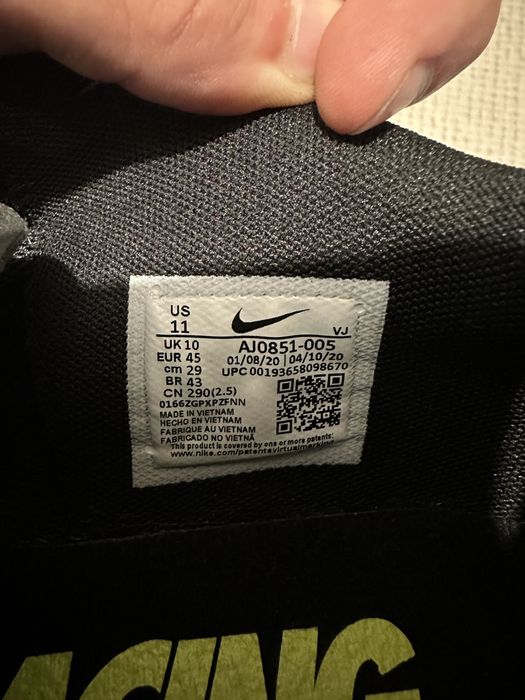 US
11
VJ
UK 10
AJ0851-005
EUR 45
01/08/20 | 04/10/20
cm 29
UPC 00193658098670
BR 43
CN 290(2.5)
0166ZGPXPZFNN
MADE IN VIETNAM
HECHO EN VIETNAM
FABRIQUE AU VIETNAM
FABRICADO NO VIETNÃ
This product is covered by one or more patents:
www.nike.com/patentsvirtualmarking
ACING